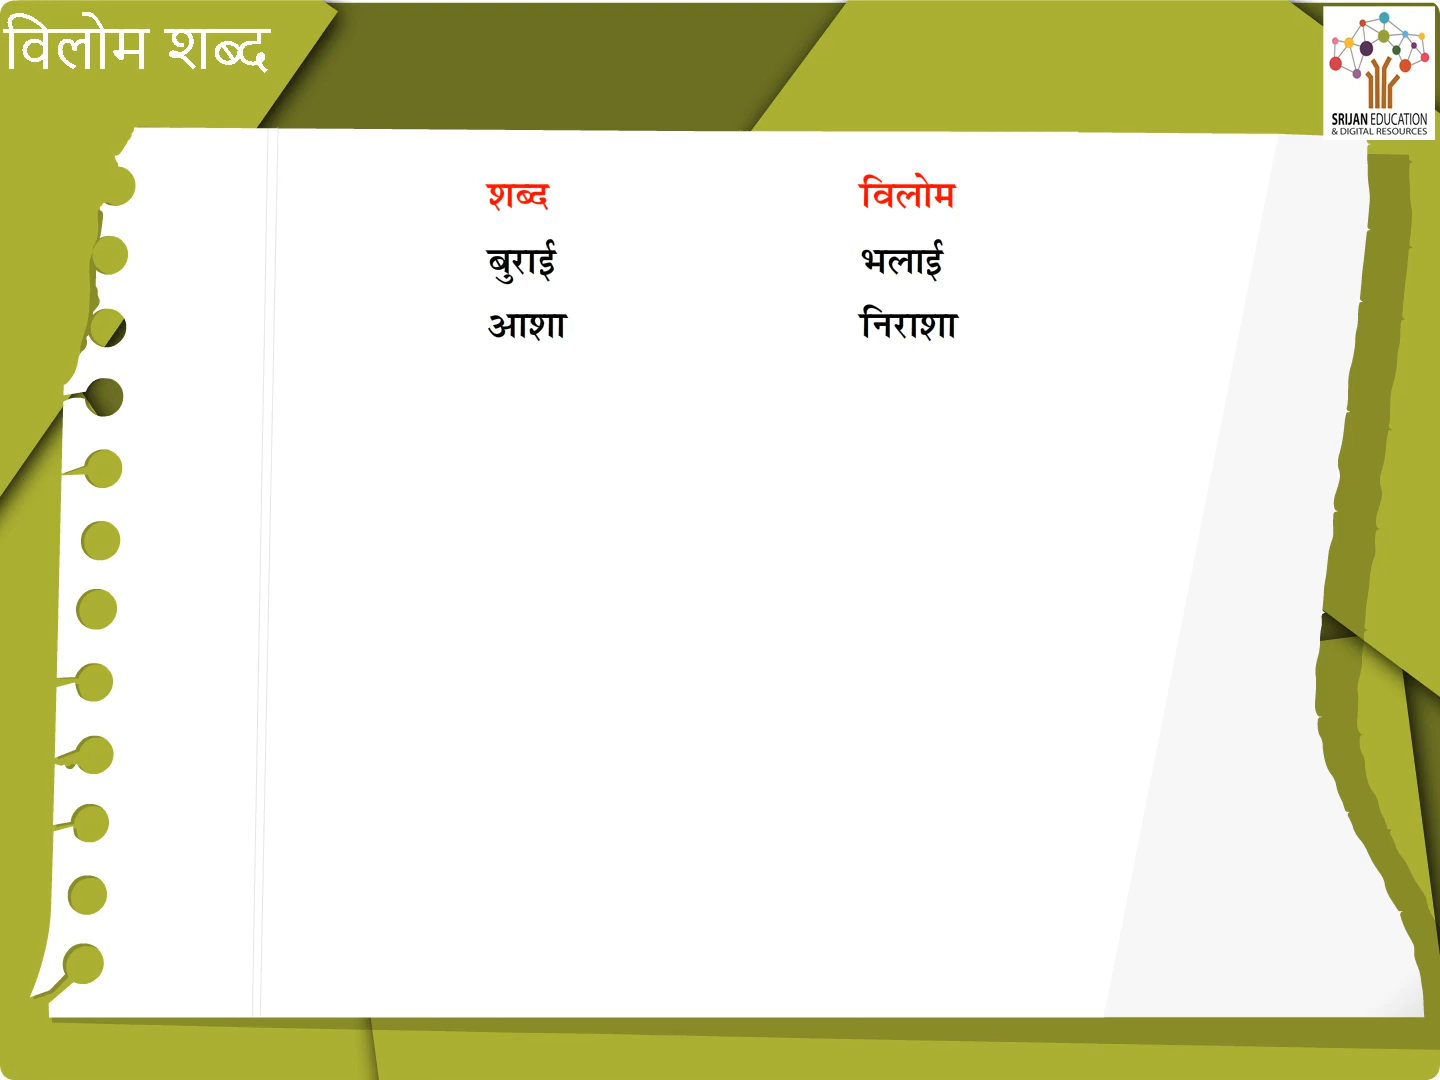 विलोम शब्द
SRIJAN EDUCATION
& DIGITAL RESOURCES
शब्द विलोम
बुराई भलाई
आशा निराशा